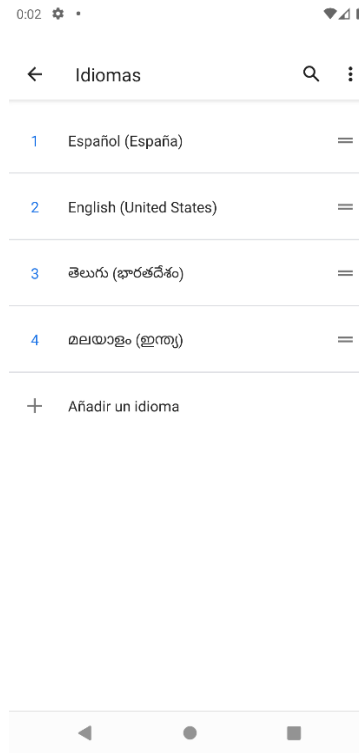 0:02
Idiomas
1 Español (España)
2 English (United States)
3 తెలుగు (భారతదేశం)
4 മലയാളം (ഇന്ത്യ)
Añadir un idioma